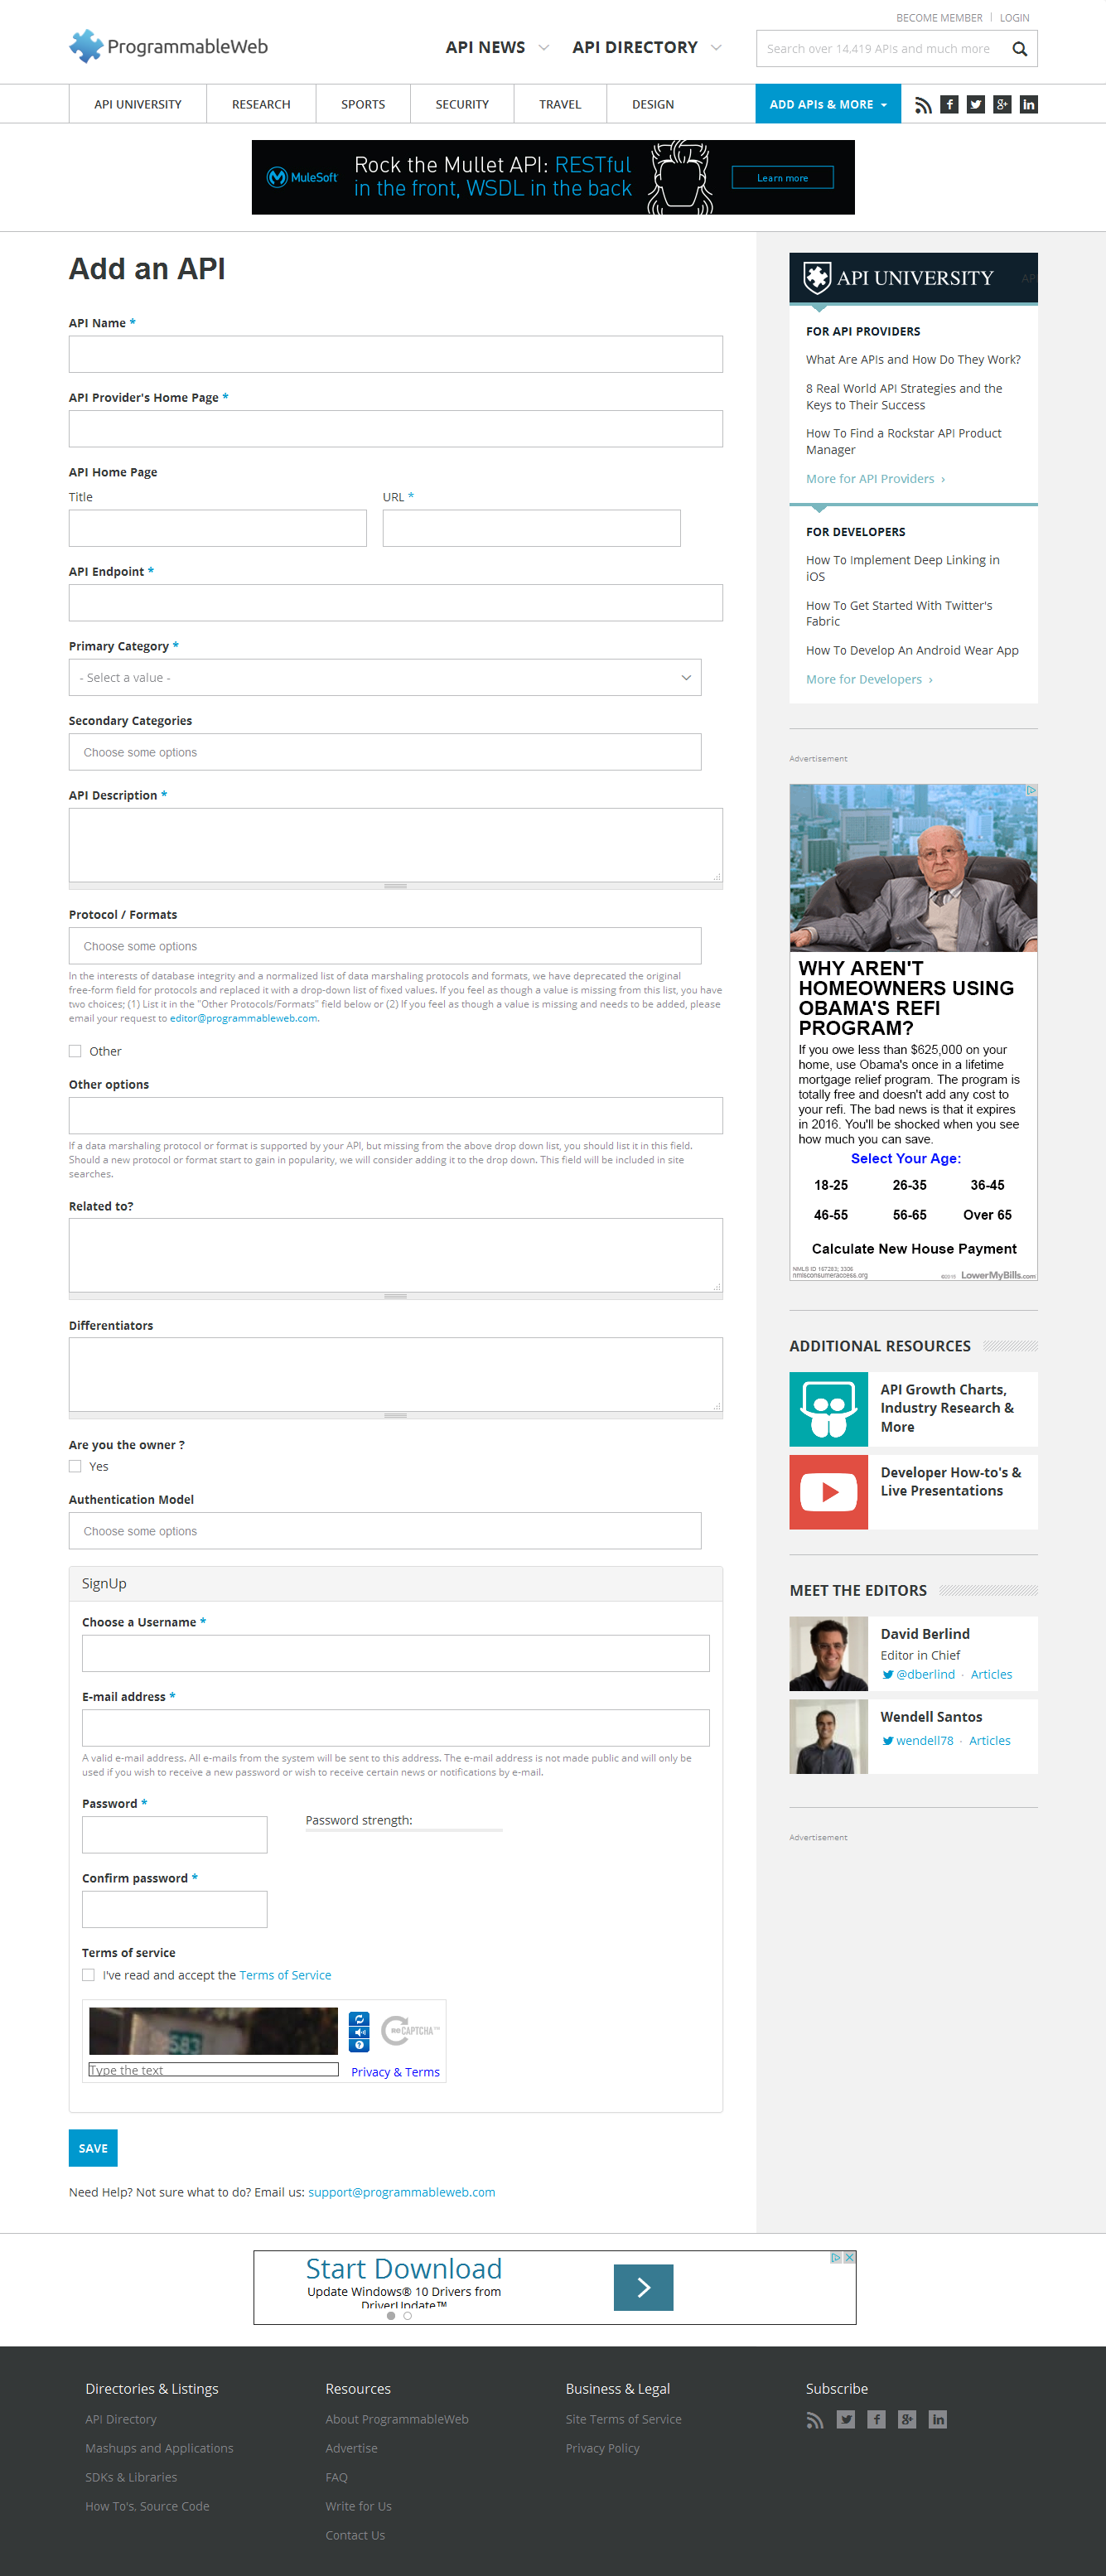 BECOME MEMBER | LOGIN
ProgrammableWeb
API NEWS
API DIRECTORY
Search over 14,419 APIs and much more
API UNIVERSITY
RESEARCH
SPORTS
SECURITY
TRAVEL
DESIGN
ADD APIs & MORE
MuleSoft
Rock the Mullet API: RESTful
in the front, WSDL in the back
Learn more
Add an API
API Name *
API Provider's Home Page *
API Home Page
Title
URL *
API Endpoint *
Primary Category *
- Select a value -
Secondary Categories
Choose some options
API Description *
Protocol / Formats
Choose some options
In the interests of database integrity and a normalized list of data marshaling protocols and formats, we have deprecated the original
free-form field for protocols and replaced it with a drop-down list of fixed values. If you feel as though a value is missing from this list, you have
two choices; (1) List it in the "Other Protocols/Formats" field below or (2) If you feel as though a value is missing and needs to be added, please
email your request to editor@programmableweb.com.
Other
Other options
If a data marshaling protocol or format is supported by your API, but missing from the above drop down list, you should list it in this field.
Should a new protocol or format start to gain in popularity, we will consider adding it to the drop down. This field will be included in site
searches.
Related to?
Differentiators
Are you the owner ?
Yes
Authentication Model
Choose some options
SignUp
Choose a Username *
E-mail address *
A valid e-mail address. All e-mails from the system will be sent to this address. The e-mail address is not made public and will only be
used if you wish to receive a new password or wish to receive certain news or notifications by e-mail.
Password *
Password strength:
Confirm password *
Terms of service
I've read and accept the Terms of Service
583
reCAPTCHA™
Type the text
Privacy & Terms
SAVE
Need Help? Not sure what to do? Email us: support@programmableweb.com
API UNIVERSITY
AP
FOR API PROVIDERS
What Are APIs and How Do They Work?
8 Real World API Strategies and the
Keys to Their Success
How To Find a Rockstar API Product
Manager
More for API Providers ›
FOR DEVELOPERS
How To Implement Deep Linking in
iOS
How To Get Started With Twitter's
Fabric
How To Develop An Android Wear App
More for Developers ›
Advertisement
WHY AREN'T
HOMEOWNERS USING
OBAMA'S REFI
PROGRAM?
If you owe less than $625,000 on your
home, use Obama's once in a lifetime
mortgage relief program. The program is
totally free and doesn't add any cost to
your refi. The bad news is that it expires
in 2016. You'll be shocked when you see
how much you can save.
Select Your Age:
18-25 26-35 36-45
46-55 56-65 Over 65
Calculate New House Payment
NMLS ID 167283; 3306
nmlsconsumeraccess.org
©2015 LowerMyBills.com
ADDITIONAL RESOURCES
API Growth Charts,
Industry Research &
More
Developer How-to's &
Live Presentations
MEET THE EDITORS
David Berlind
Editor in Chief
@dberlind · Articles
Wendell Santos
wendell78 · Articles
Advertisement
Start Download
Update Windows® 10 Drivers from
DriverUpdate™
Directories & Listings
API Directory
Mashups and Applications
SDKs & Libraries
How To's, Source Code
Resources
About ProgrammableWeb
Advertise
FAQ
Write for Us
Contact Us
Business & Legal
Site Terms of Service
Privacy Policy
Subscribe